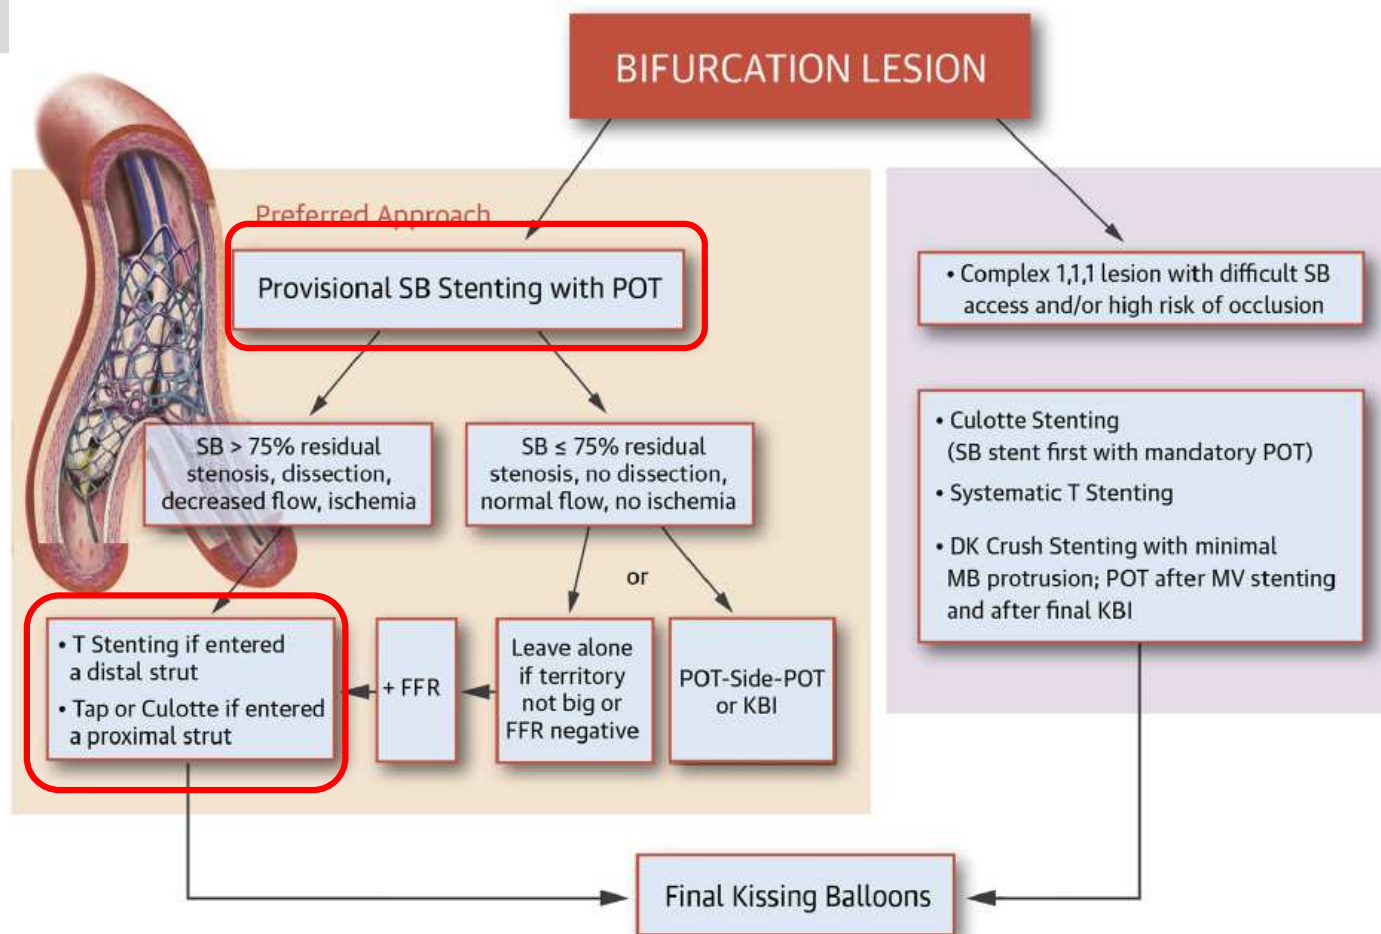 BIFURCATION LESION
Preferred Approach
Provisional SB Stenting with POT
SB > 75% residual
stenosis, dissection,
decreased flow, ischemia
SB ≤ 75% residual
stenosis, no dissection,
normal flow, no ischemia
or
• T Stenting if entered
a distal strut
• Tap or Culotte if entered
a proximal strut
+ FFR
Leave alone
if territory
not big or
FFR negative
POT-Side-POT
or KBI
• Complex 1,1,1 lesion with difficult SB
access and/or high risk of occlusion
• Culotte Stenting
(SB stent first with mandatory POT)
• Systematic T Stenting
• DK Crush Stenting with minimal
MB protrusion; POT after MV stenting
and after final KBI
Final Kissing Balloons